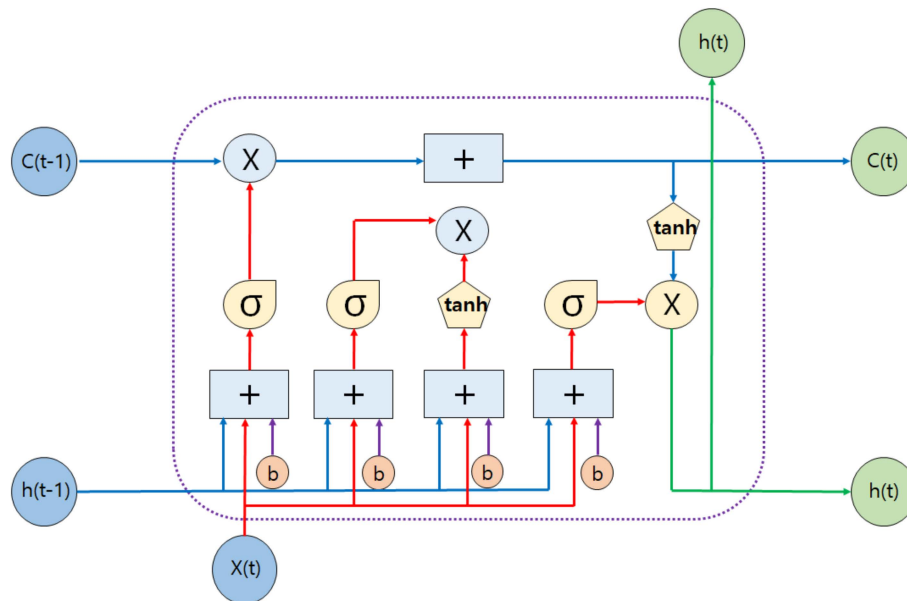 h(t)
C(t-1)
X
+
C(t)
X
tanh
σ
σ
tanh
σ
X
+
+
+
+
b
b
b
b
h(t-1)
h(t)
X(t)